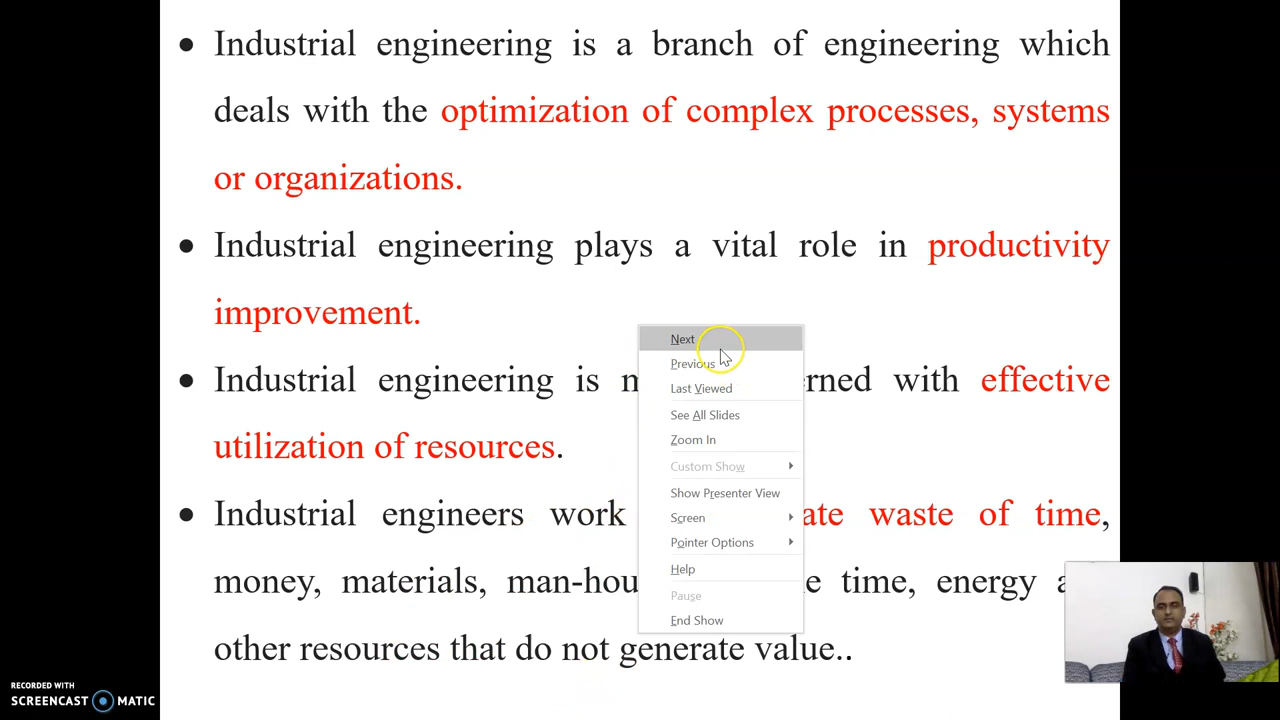 • Industrial engineering is a branch of engineering which
deals with the optimization of complex processes, systems
or organizations.
• Industrial engineering plays a vital role in productivity
improvement.
• Industrial engineering is rned with effective
utilization of resources.
• Industrial engineers work ate waste of time,
money, materials, man-hou e time, energy a
other resources that do not generate value..
Next
Previous
Last Viewed
See All Slides
Zoom In
Custom Show
Show Presenter View
Screen
Pointer Options
Help
Pause
End Show
RECORDED WITH
SCREENCAST MATIC